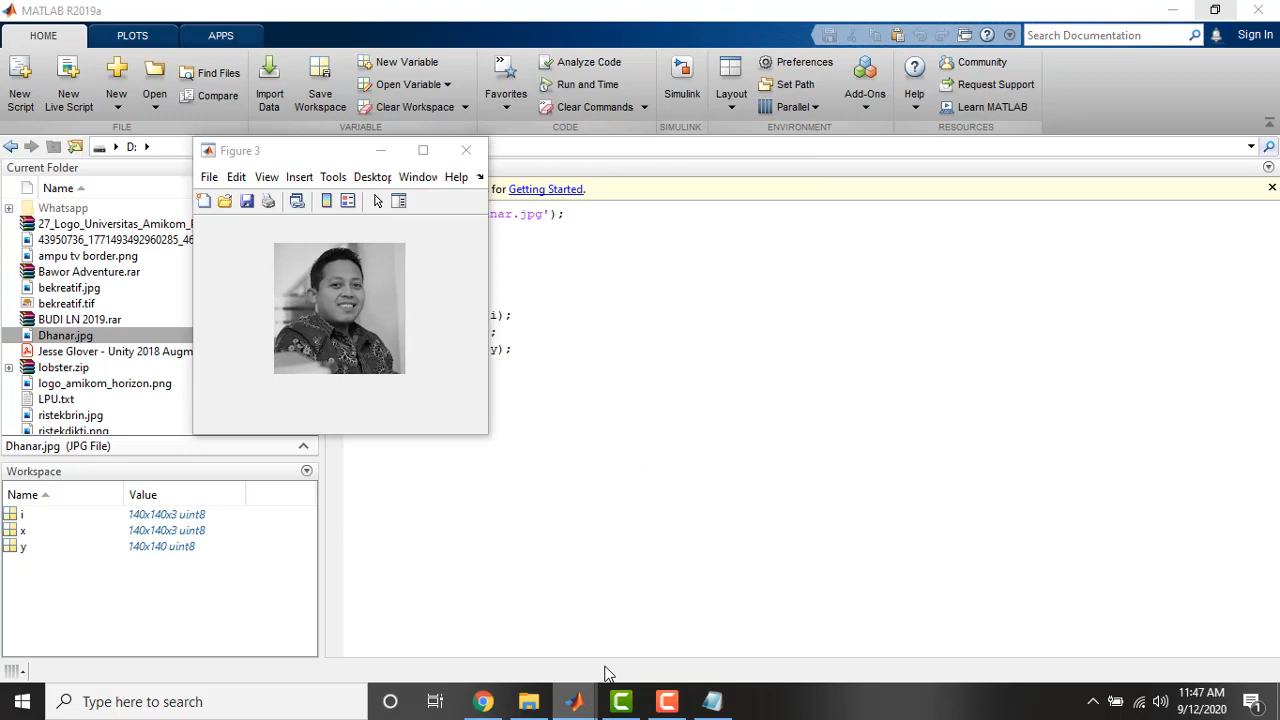 MATLAB R2019a
HOME PLOTS APPS
Search Documentation Sign In
New Script
New Live Script
New
Open
Find Files
Compare
FILE
Import Data
Save Workspace
New Variable
Open Variable
Clear Workspace
VARIABLE
Favorites
Analyze Code
Run and Time
Clear Commands
CODE
Simulink
SIMULINK
Layout
Preferences
Set Path
Parallel
ENVIRONMENT
Add-Ons
Help
Community
Request Support
Learn MATLAB
RESOURCES
D:
Current Folder
Name
Whatsapp
27_Logo_Universitas_Amikom_
43950736_1771493492960285_46
ampu tv border.png
Bawor Adventure.rar
bekreatif.jpg
bekreatif.tif
BUDI LN 2019.rar
Dhanar.jpg
Jesse Glover - Unity 2018 Augm
lobster.zip
logo_amikom_horizon.png
LPU.txt
ristekbrin.jpg
ristekdikti.png
Dhanar.jpg (JPG File)
Workspace
Name Value
i 140x140x3 uint8
x 140x140x3 uint8
y 140x140 uint8
Figure 3
File Edit View Insert Tools Desktop Window Help
for Getting Started.
nar.jpg');
i);
;
y);
Type here to search
11:47 AM
9/12/2020
1